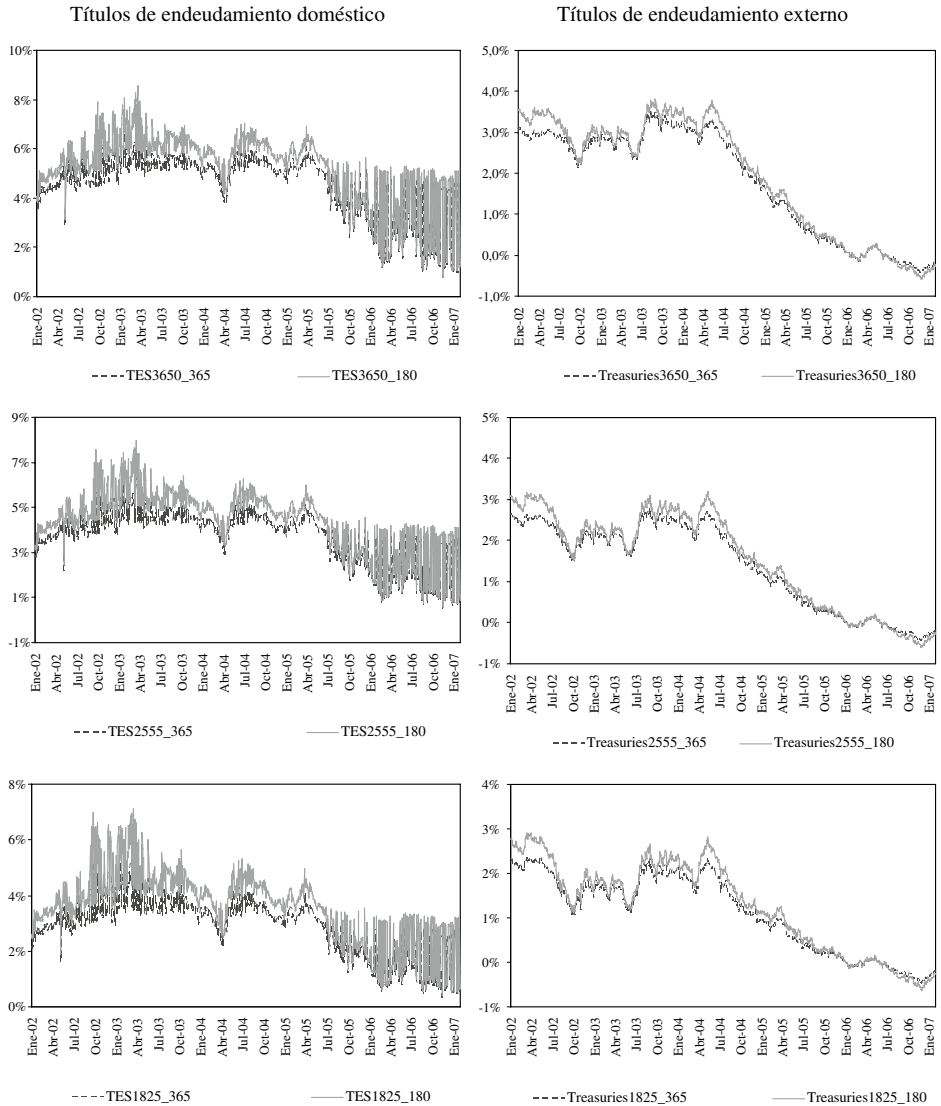 Títulos de endeudamiento doméstico
Títulos de endeudamiento externo
10%
8%
6%
4%
2%
0%
Ene-02 Abr-02 Jul-02 Oct-02 Ene-03 Abr-03 Jul-03 Oct-03 Ene-04 Abr-04 Jul-04 Oct-04 Ene-05 Abr-05 Jul-05 Oct-05 Ene-06 Abr-06 Jul-06 Oct-06 Ene-07
TES3650_365 TES3650_180
5,0%
4,0%
3,0%
2,0%
1,0%
0,0%
-1,0%
Ene-02 Abr-02 Jul-02 Oct-02 Ene-03 Abr-03 Jul-03 Oct-03 Ene-04 Abr-04 Jul-04 Oct-04 Ene-05 Abr-05 Jul-05 Oct-05 Ene-06 Abr-06 Jul-06 Oct-06 Ene-07
Treasuries3650_365 Treasuries3650_180
9%
7%
5%
3%
1%
-1%
Ene-02 Abr-02 Jul-02 Oct-02 Ene-03 Abr-03 Jul-03 Oct-03 Ene-04 Abr-04 Jul-04 Oct-04 Ene-05 Abr-05 Jul-05 Oct-05 Ene-06 Abr-06 Jul-06 Oct-06 Ene-07
TES2555_365 TES2555_180
5%
4%
3%
2%
1%
0%
-1%
Ene-02 Abr-02 Jul-02 Oct-02 Ene-03 Abr-03 Jul-03 Oct-03 Ene-04 Abr-04 Jul-04 Oct-04 Ene-05 Abr-05 Jul-05 Oct-05 Ene-06 Abr-06 Jul-06 Oct-06 Ene-07
Treasuries2555_365 Treasuries2555_180
8%
6%
4%
2%
0%
Ene-02 Abr-02 Jul-02 Oct-02 Ene-03 Abr-03 Jul-03 Oct-03 Ene-04 Abr-04 Jul-04 Oct-04 Ene-05 Abr-05 Jul-05 Oct-05 Ene-06 Abr-06 Jul-06 Oct-06 Ene-07
TES1825_365 TES1825_180
4%
3%
2%
1%
0%
-1%
Ene-02 Abr-02 Jul-02 Oct-02 Ene-03 Abr-03 Jul-03 Oct-03 Ene-04 Abr-04 Jul-04 Oct-04 Ene-05 Abr-05 Jul-05 Oct-05 Ene-06 Abr-06 Jul-06 Oct-06 Ene-07
Treasuries1825_365 Treasuries1825_180